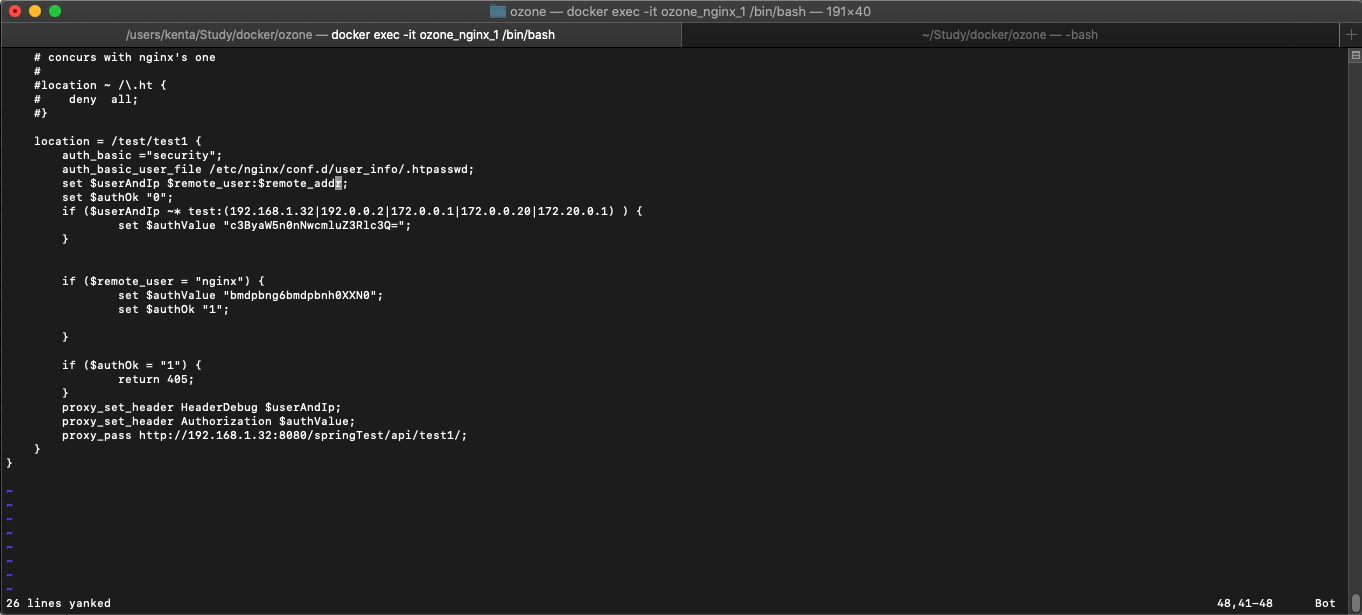 ozone — docker exec -it ozone_nginx_1 /bin/bash — 191×40
/users/kenta/Study/docker/ozone — docker exec -it ozone_nginx_1 /bin/bash
~/Study/docker/ozone — -bash
# concurs with nginx's one
#
#location ~ /\.ht {
#    deny  all;
#}
location = /test/test1 {
auth_basic ="security";
auth_basic_user_file /etc/nginx/conf.d/user_info/.htpasswd;
set $userAndIp $remote_user:$remote_addr;
set $authOk "0";
if ($userAndIp ~* test:(192.168.1.32|192.0.0.2|172.0.0.1|172.0.0.20|172.20.0.1) ) {
set $authValue "c3ByaW5n0nNwcmluZ3Rlc3Q=";
}
if ($remote_user = "nginx") {
set $authValue "bmdpbng6bmdpbnh0XXN0";
set $authOk "1";
}
if ($authOk = "1") {
return 405;
}
proxy_set_header HeaderDebug $userAndIp;
proxy_set_header Authorization $authValue;
proxy_pass http://192.168.1.32:8080/springTest/api/test1/;
}
}
~
~
~
~
~
~
~
~
26 lines yanked
48,41-48
Bot